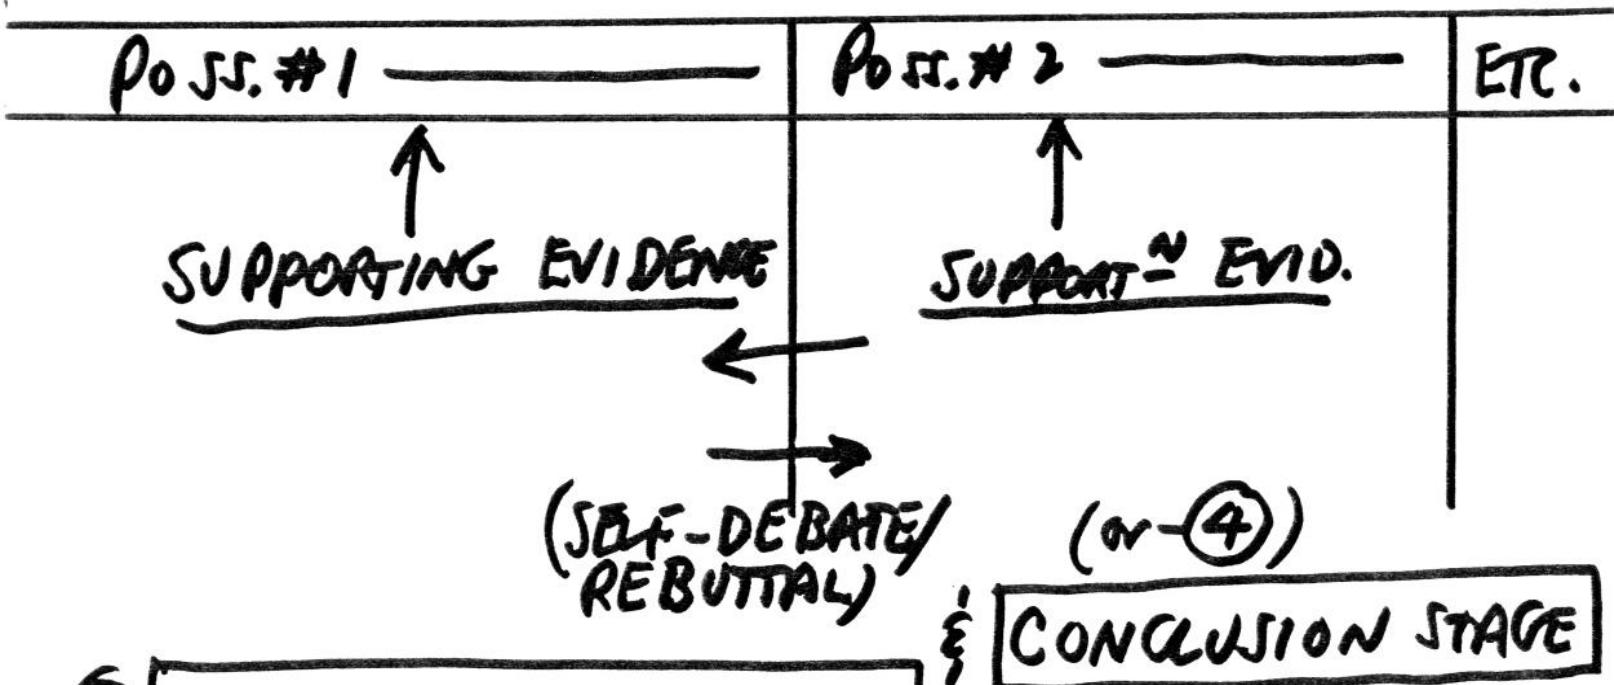 POSS. #1 POSS. #2 ETC.
SUPPORTING EVIDENCE SUPPORT<u>N</u> EVID.
(SELF-DEBATE/ (or - 4)
REBUTTAL)
& CONCLUSION STAGE